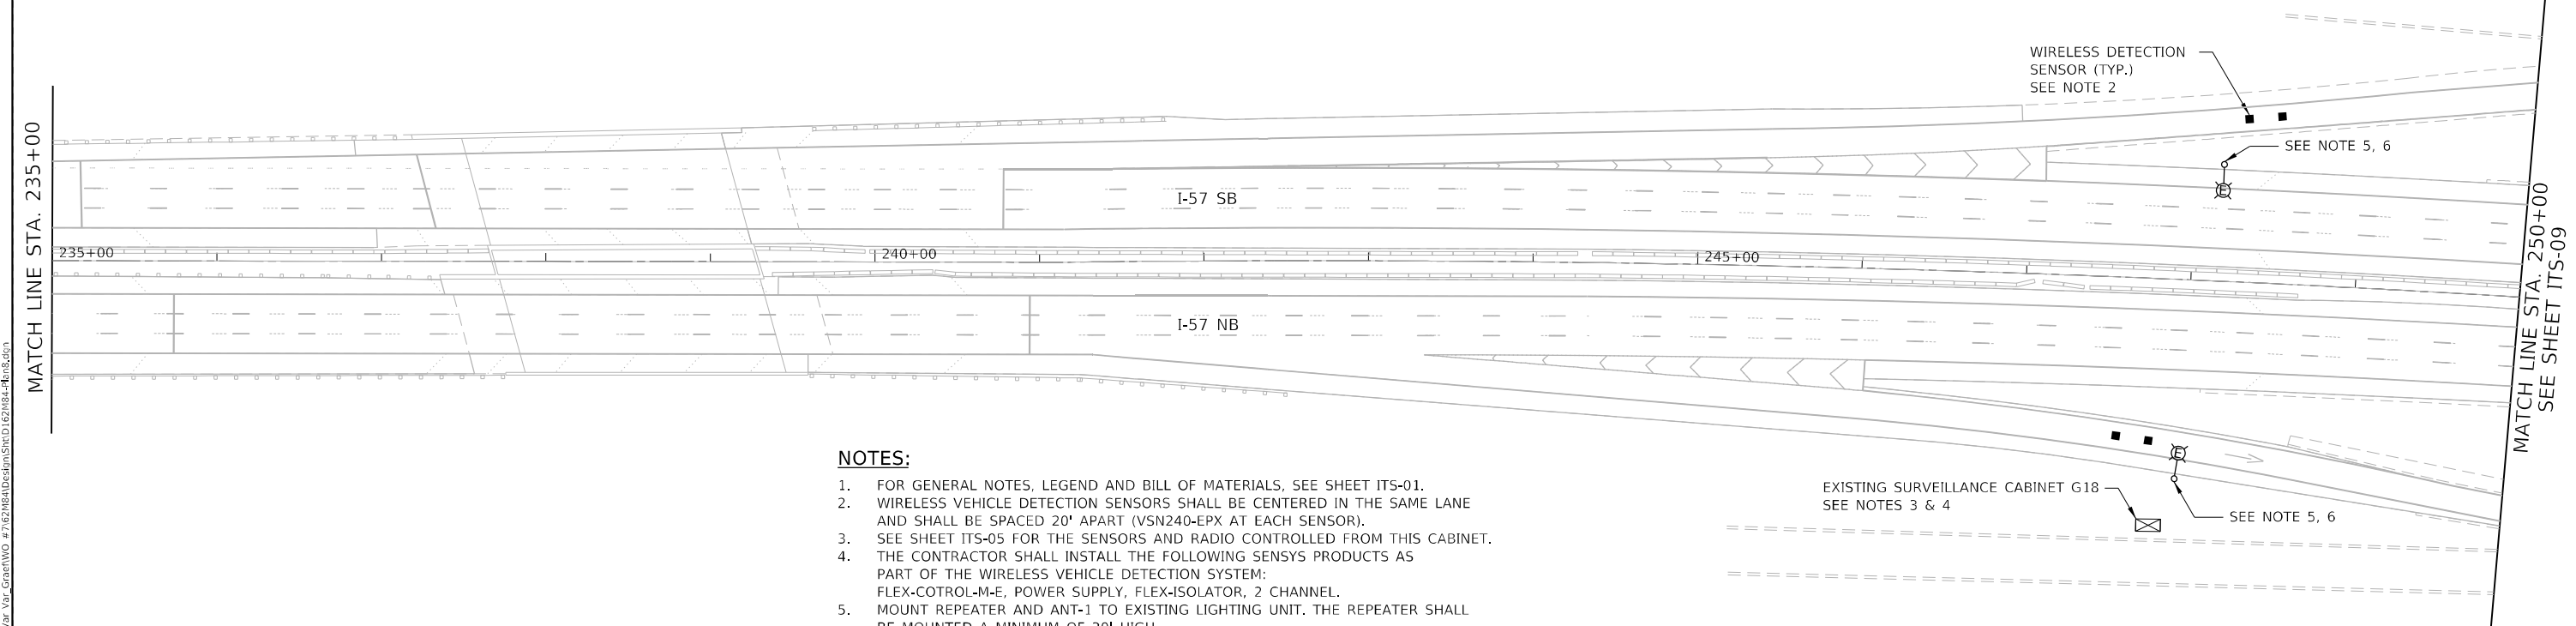 WIRELESS DETECTION
SENSOR (TYP.)
SEE NOTE 2
SEE NOTE 5, 6
MATCH LINE STA. 235+00
I-57 SB
235+00
240+00
245+00
I-57 NB
MATCH LINE STA. 250+00
SEE SHEET ITS-09
E
E
EXISTING SURVEILLANCE CABINET G18
SEE NOTES 3 & 4
SEE NOTE 5, 6
NOTES:
1. FOR GENERAL NOTES, LEGEND AND BILL OF MATERIALS, SEE SHEET ITS-01.
2. WIRELESS VEHICLE DETECTION SENSORS SHALL BE CENTERED IN THE SAME LANE
AND SHALL BE SPACED 20' APART (VSN240-EPX AT EACH SENSOR).
3. SEE SHEET ITS-05 FOR THE SENSORS AND RADIO CONTROLLED FROM THIS CABINET.
4. THE CONTRACTOR SHALL INSTALL THE FOLLOWING SENSYS PRODUCTS AS
PART OF THE WIRELESS VEHICLE DETECTION SYSTEM:
FLEX-COTROL-M-E, POWER SUPPLY, FLEX-ISOLATOR, 2 CHANNEL.
5. MOUNT REPEATER AND ANT-1 TO EXISTING LIGHTING UNIT. THE REPEATER SHALL
BE MOUNTED A MINIMUM OF